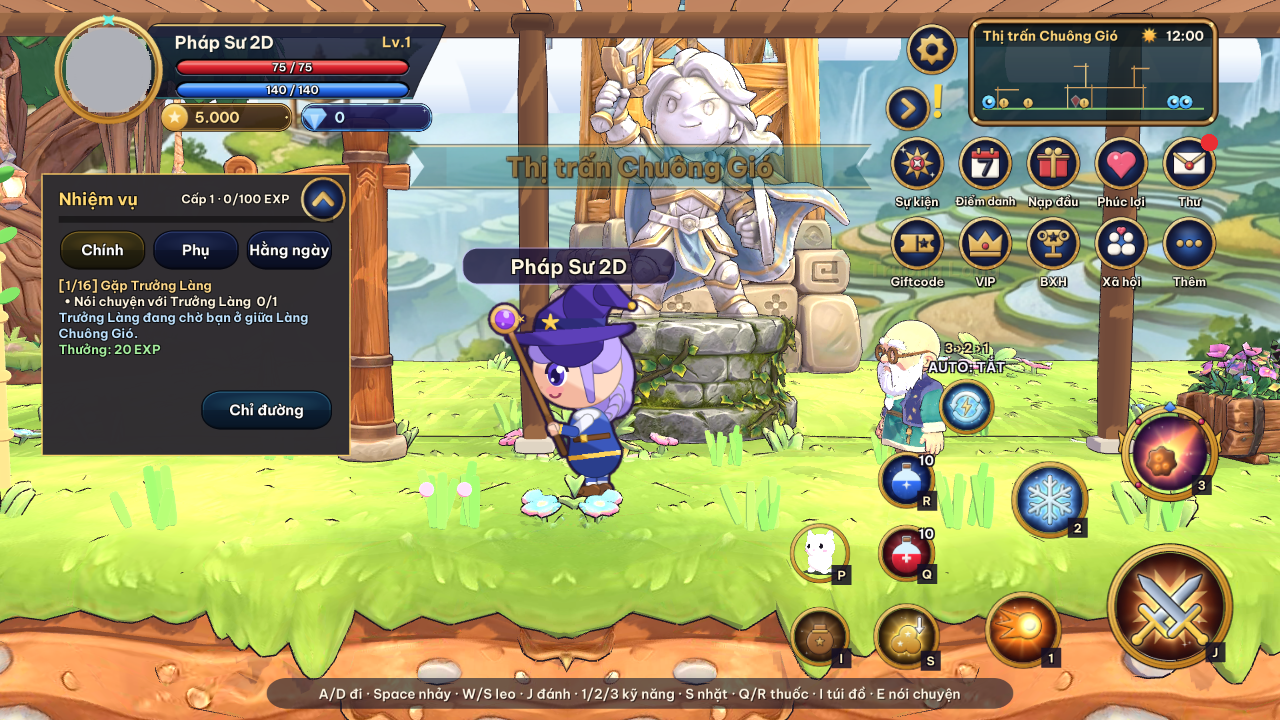 Pháp Sư 2D
Lv.1
75 / 75
140 / 140
5.000
0
Thị trấn Chuông Gió
12:00
Sự kiện
7
Điểm danh
Nạp đầu
Phúc lợi
Thư
Giftcode
VIP
BXH
Xã hội
Thêm
Thị trấn Chuông Gió
Nhiệm vụ
Cấp 1 · 0/100 EXP
Chính
Phụ
Hằng ngày
[1/16] Gặp Trưởng Làng
• Nói chuyện với Trưởng Làng 0/1
Trưởng Làng đang chờ bạn ở giữa Làng
Chuông Gió.
Thưởng: 20 EXP
Chỉ đường
Pháp Sư 2D
3›2›1
AUTO: TẮT
10
R
3
2
10
Q
P
I
S
1
J
A/D đi · Space nhảy · W/S leo · J đánh · 1/2/3 kỹ năng · S nhặt · Q/R thuốc · I túi đồ · E nói chuyện